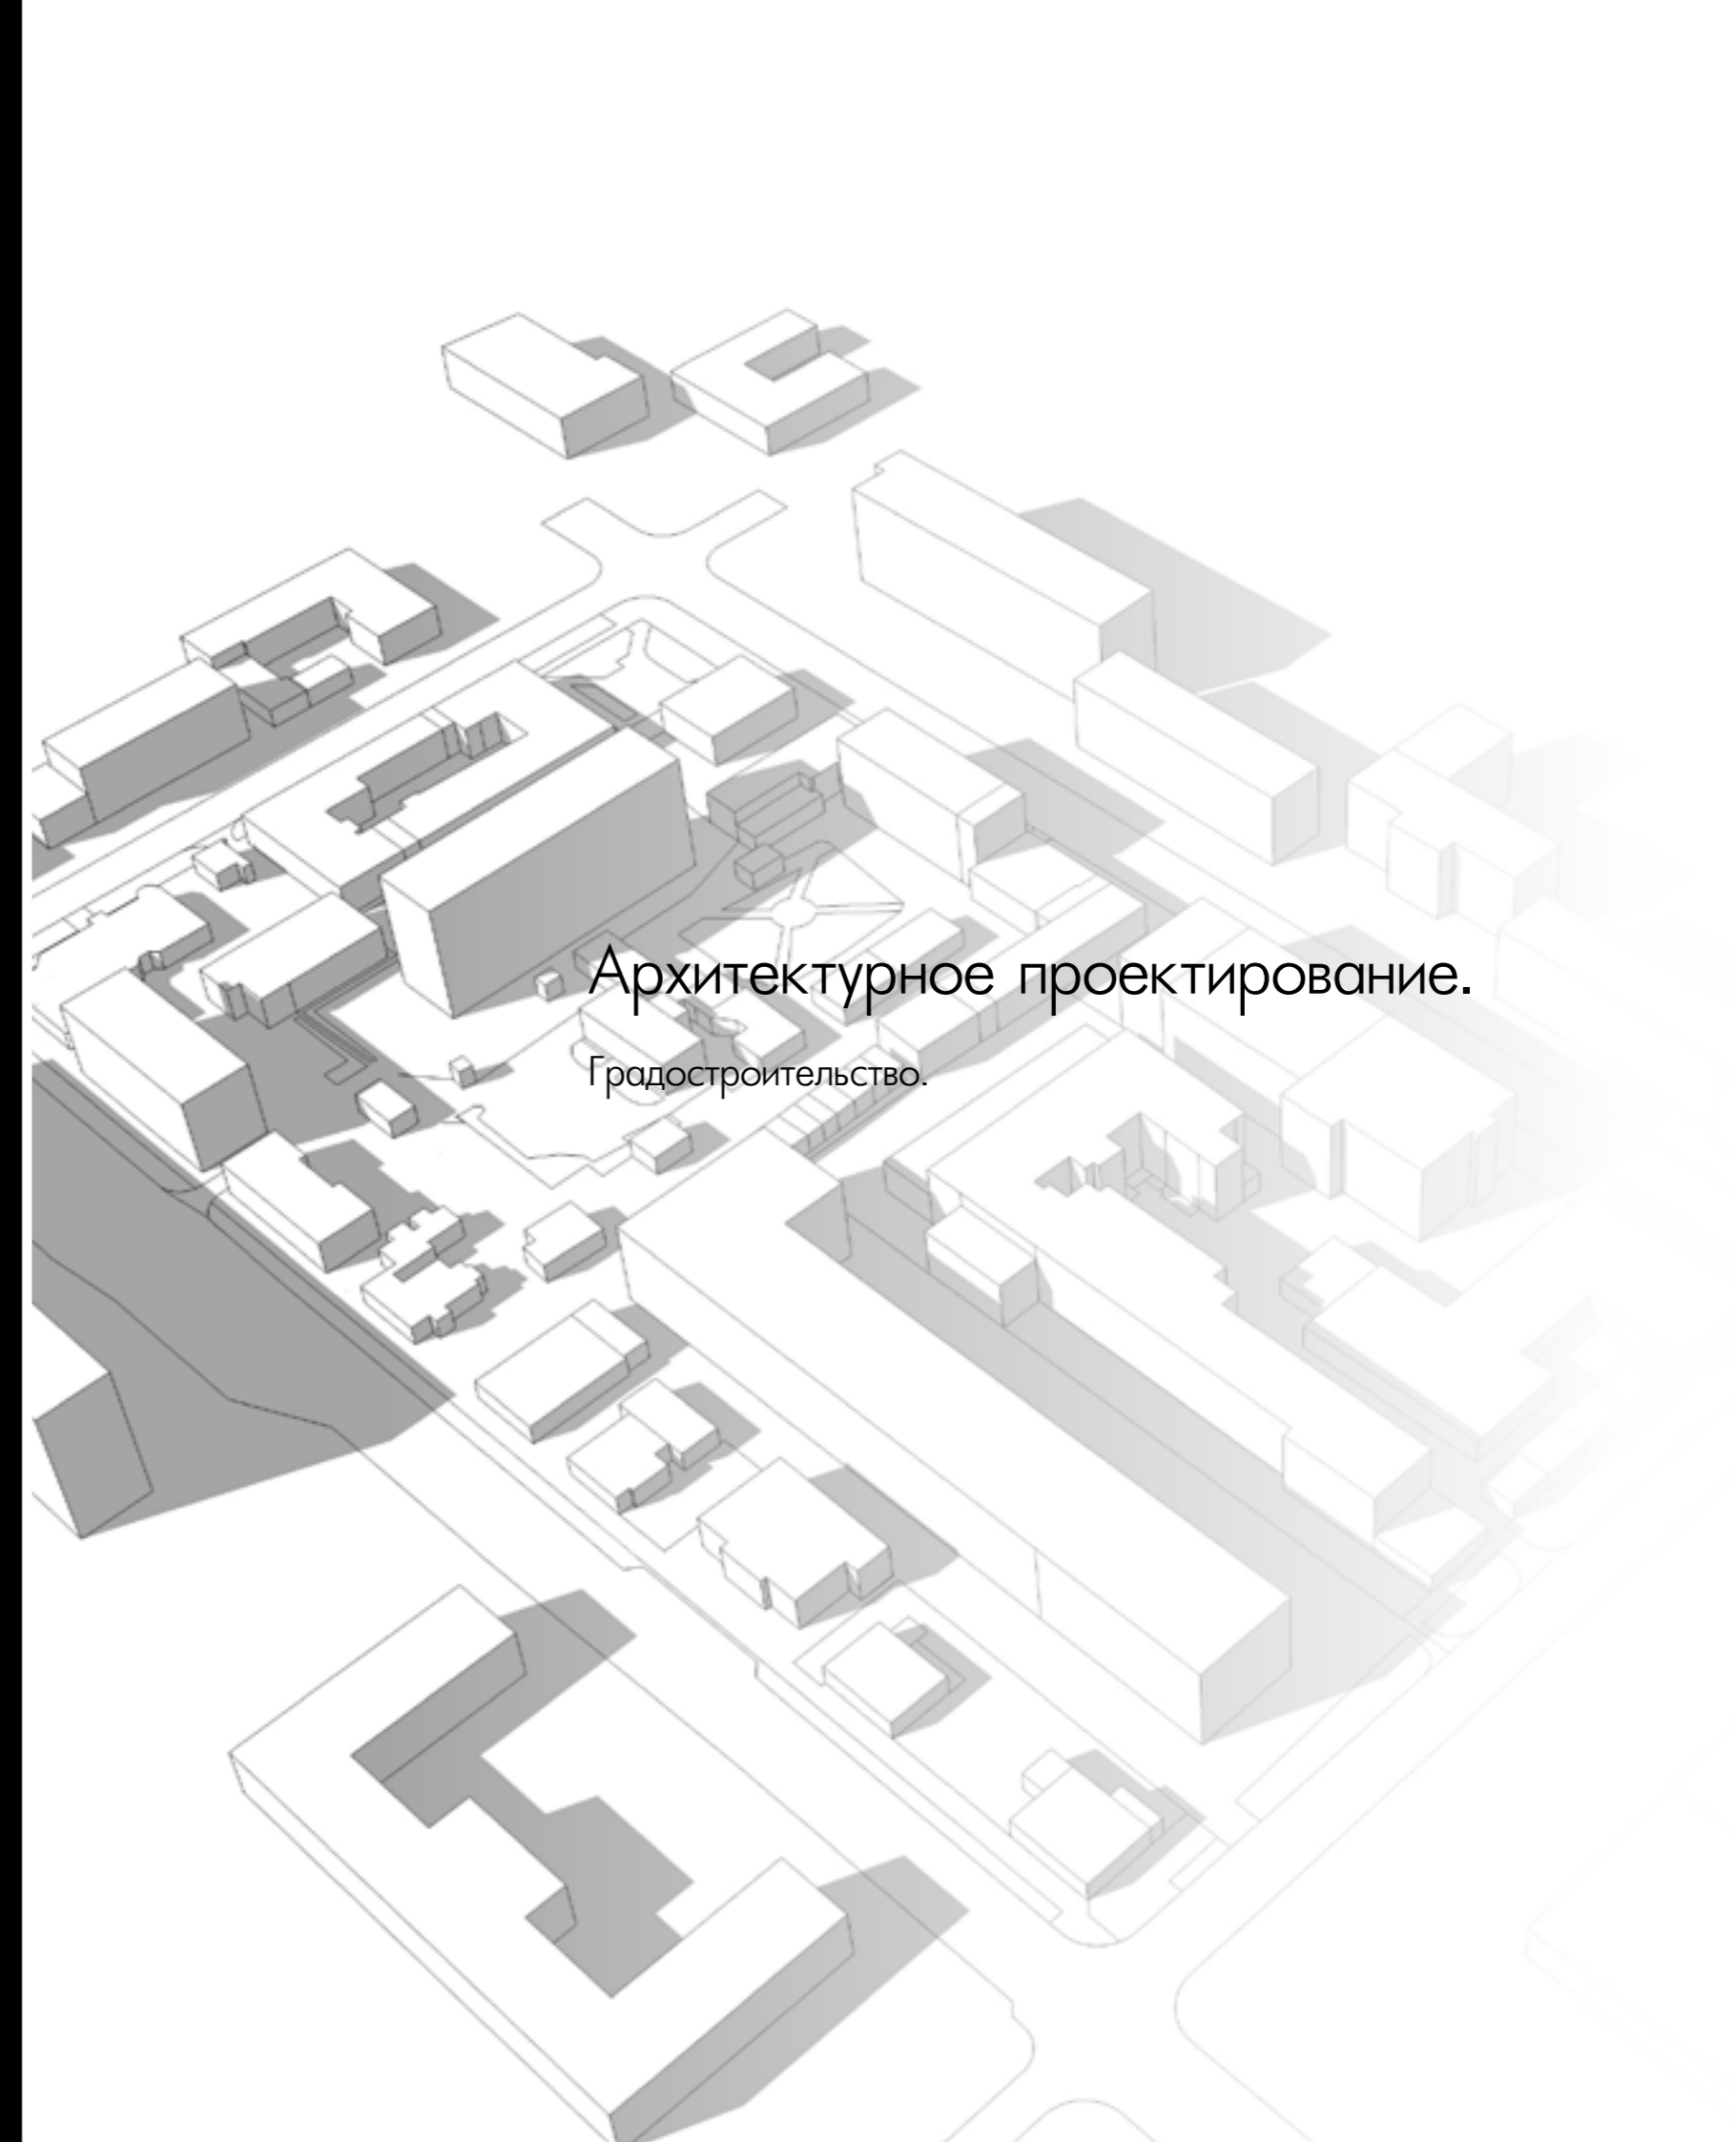 Архитектурное проектирование.
Градостроительство.